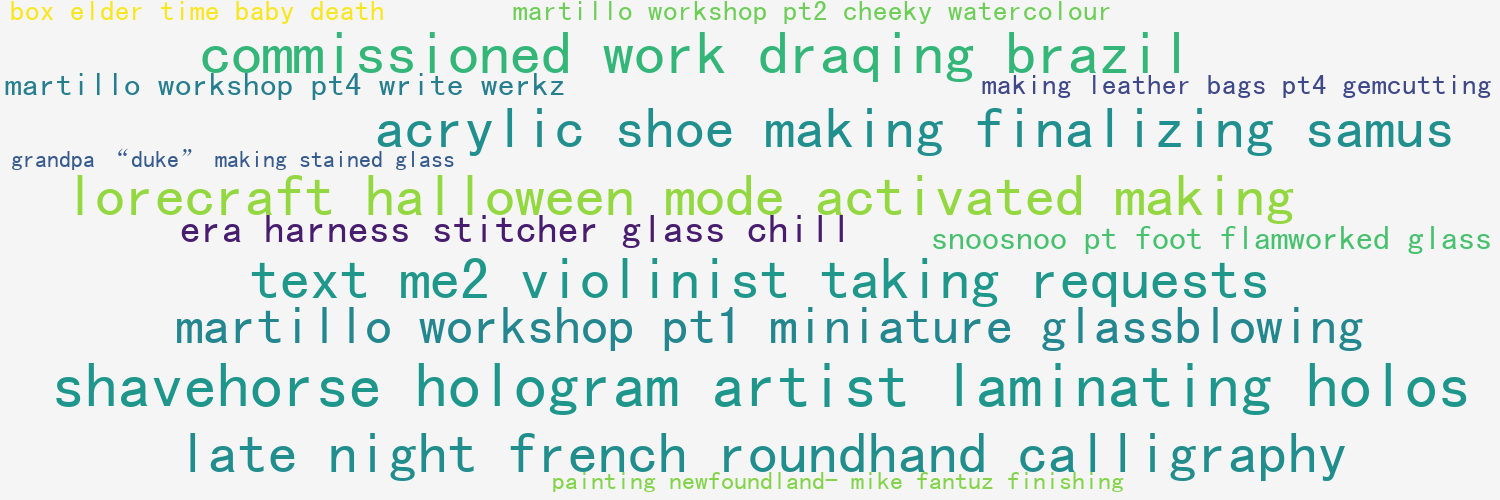 box elder time baby death
martillo workshop pt2 cheeky watercolour
commissioned work draqing brazil
martillo workshop pt4 write werkz
making leather bags pt4 gemcutting
acrylic shoe making finalizing samus
grandpa “duke” making stained glass
lorecraft halloween mode activated making
era harness stitcher glass chill
snoosnoo pt foot flamworked glass
text me2 violinist taking requests
martillo workshop pt1 miniature glassblowing
shavehorse hologram artist laminating holos
late night french roundhand calligraphy
painting newfoundland- mike fantuz finishing